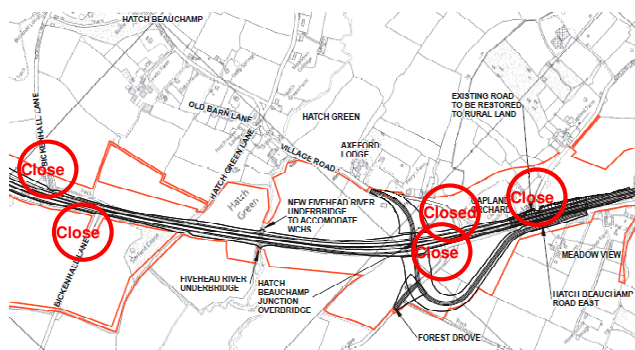 HATCH BEAUCHAMP
BICKENHALL LANE
OLD BARN LANE
HATCH GREEN LANE
HATCH GREEN
VILLAGE ROAD
AXEFORD
LODGE
EXISTING ROAD
TO BE RESTORED
TO RURAL LAND
Close
Close
Hatch
Green
NEW FIVEHEAD RIVER
UNDERBRIDGE
TO ACCOMODATE
WCHS
Closed
Close
Close
CAPLAND
ORCHARD
BICKENHALL LANE
FIVEHEAD RIVER
UNDERBRIDGE
HATCH
BEAUCHAMP
JUNCTION
OVERBRIDGE
MEADOW VIEW
HATCH BEAUCHAMP
ROAD EAST
FOREST DROVE